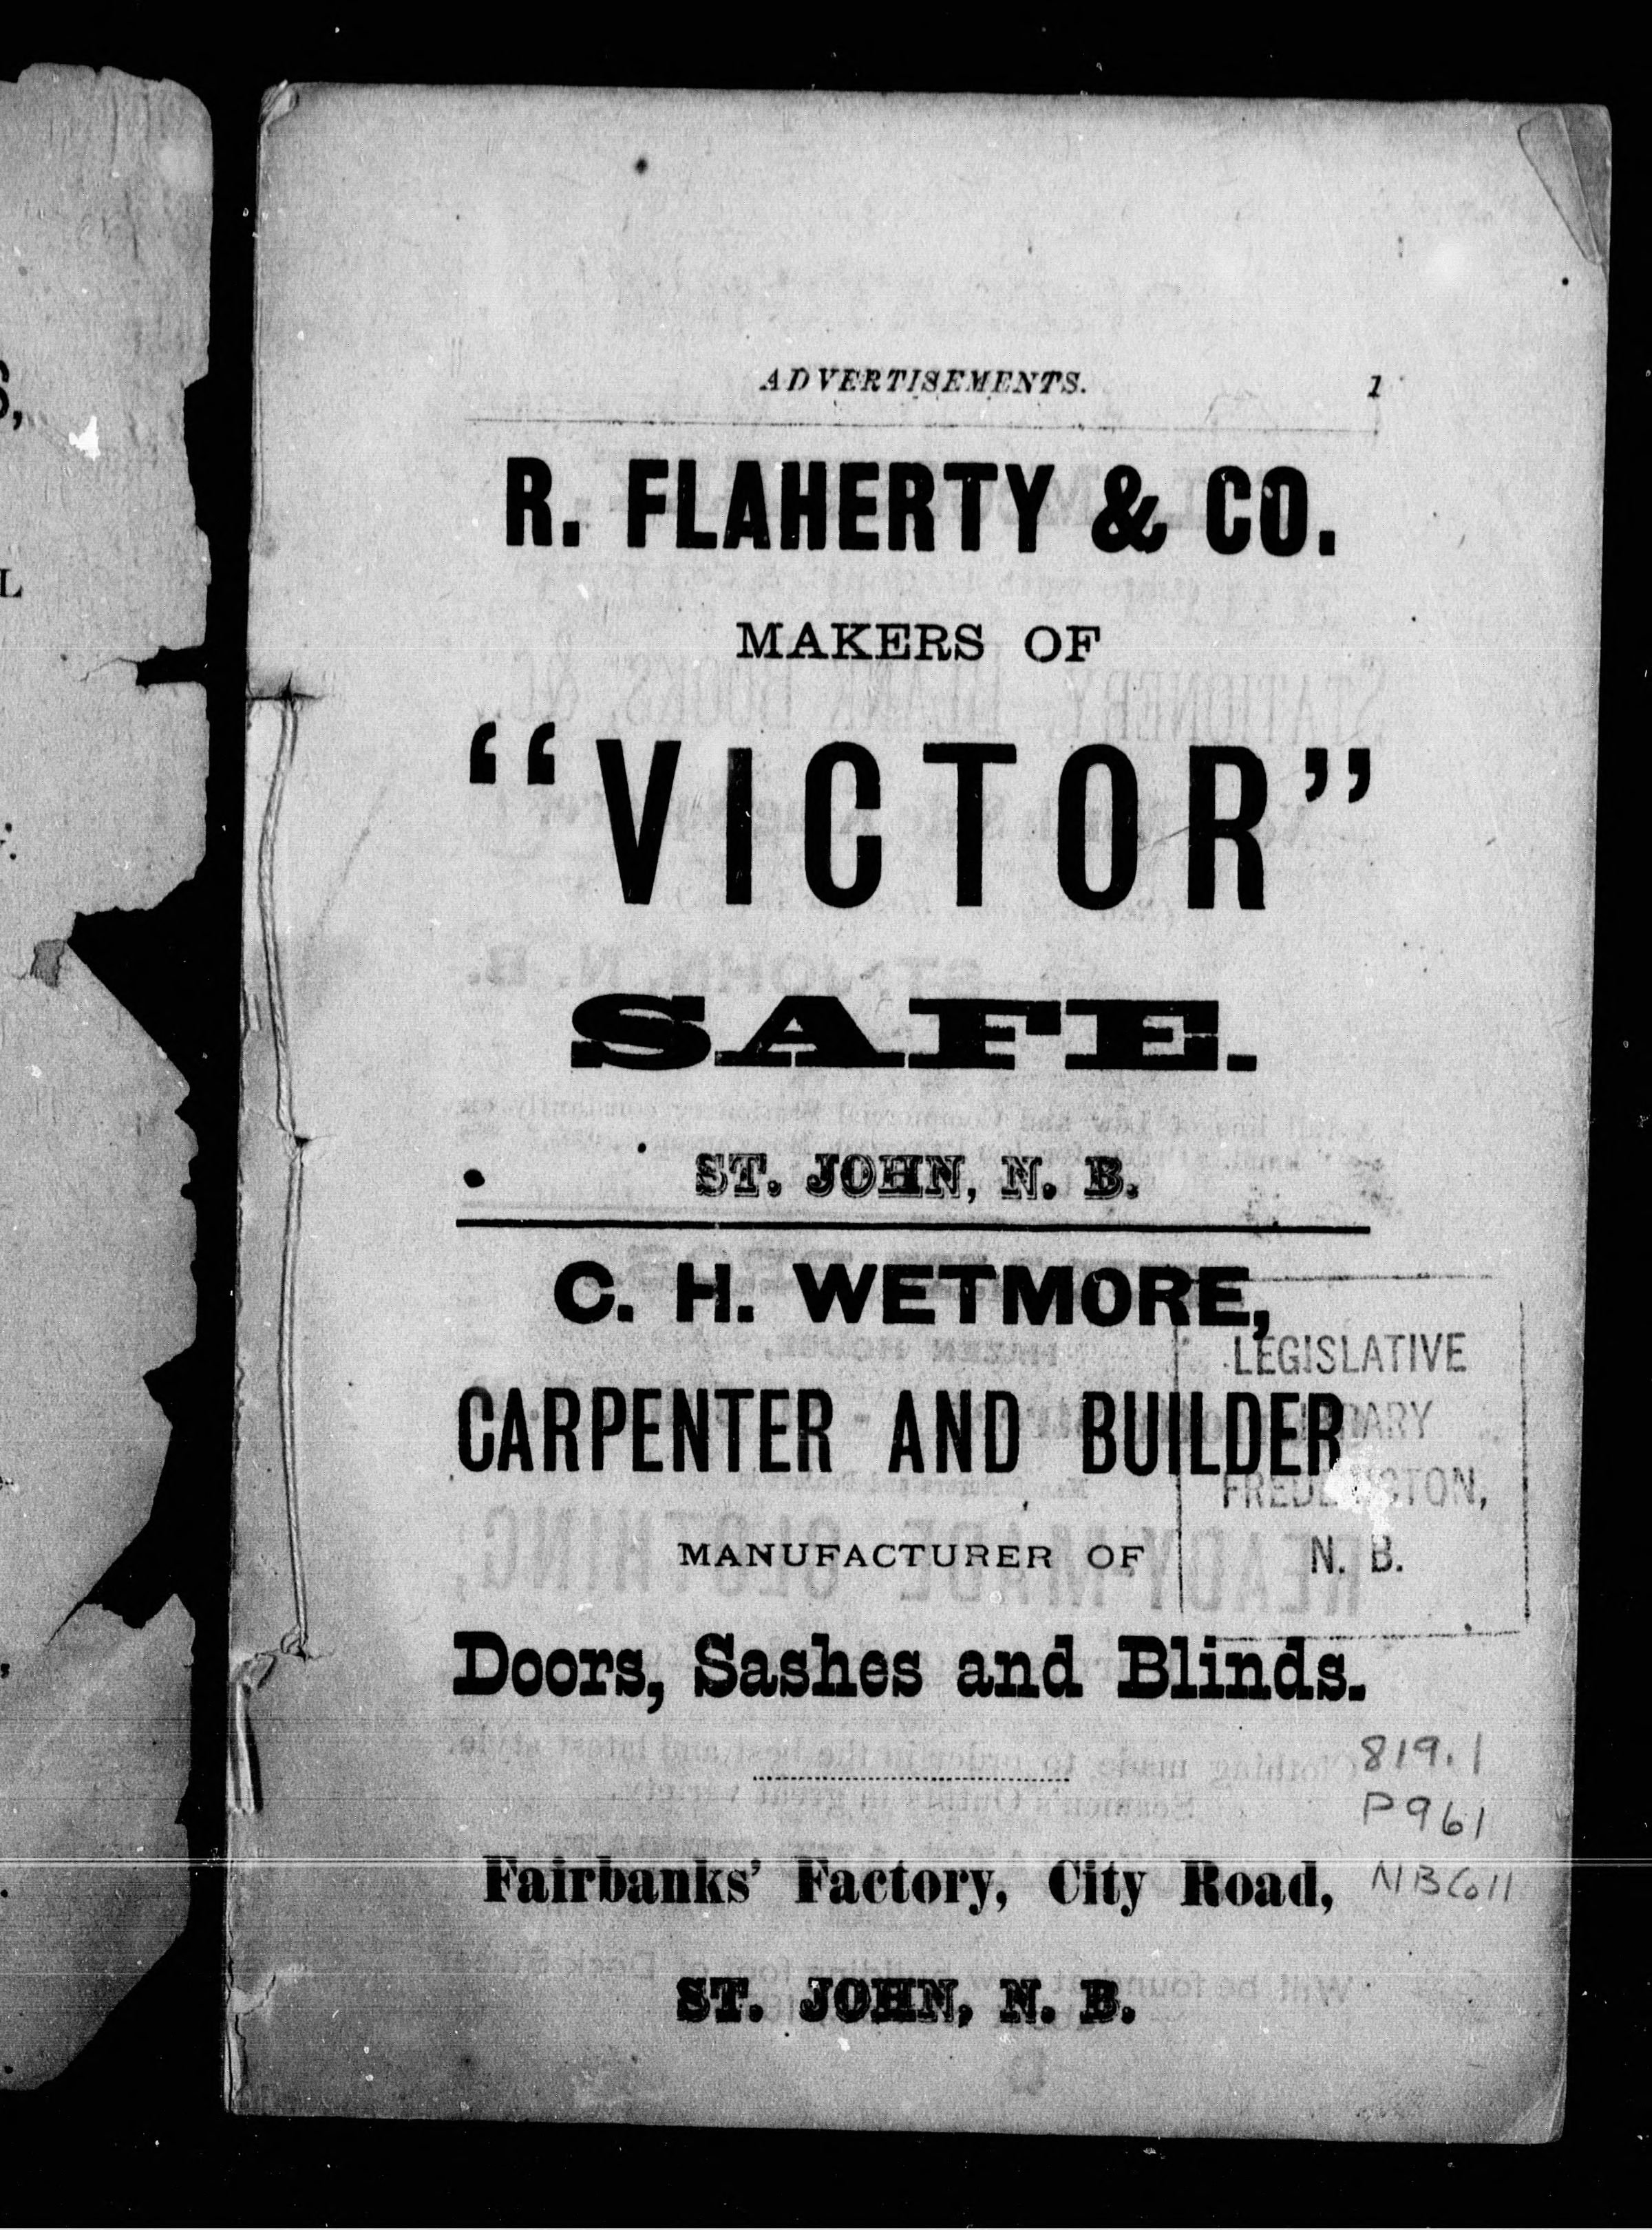 ADVERTISEMENTS. 1
R. FLAHERTY & CO.
MAKERS OF
“VICTOR”
SAFE.
ST. JOHN, N. B.
C. H. WETMORE,
CARPENTER AND BUILDER
MANUFACTURER OF
Doors, Sashes and Blinds.
Fairbanks' Factory, City Road,
ST. JOHN, N. B.
LEGISLATIVE
N. B.
819.1
P961